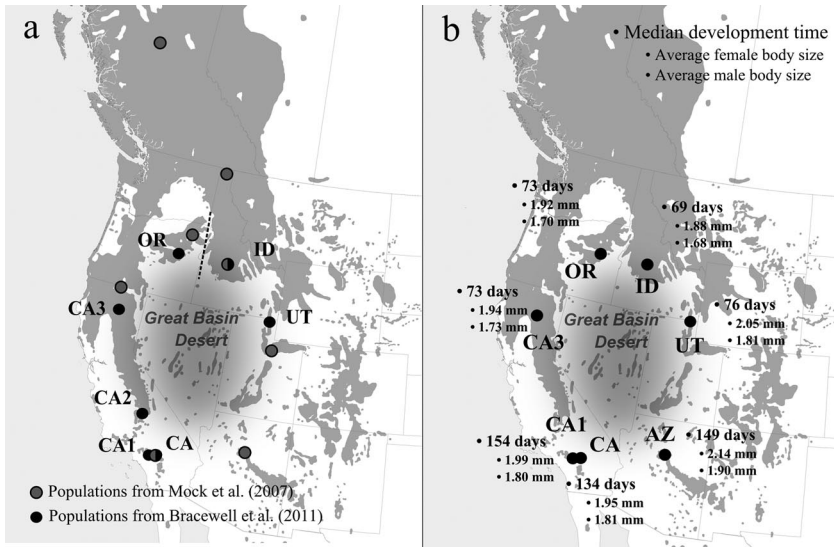 a
OR
ID
CA3
Great Basin
Desert
UT
CA2
CA1
CA
Populations from Mock et al. (2007)
Populations from Bracewell et al. (2011)
b
• Median development time
• Average female body size
• Average male body size
• 73 days
• 1.92 mm
• 1.70 mm
• 69 days
• 1.88 mm
• 1.68 mm
OR
ID
• 73 days
• 1.94 mm
• 1.73 mm
CA3
Great Basin
Desert
• 76 days
• 2.05 mm
• 1.81 mm
UT
CA1
CA
AZ
• 154 days
• 1.99 mm
• 1.80 mm
• 149 days
• 2.14 mm
• 1.90 mm
• 134 days
• 1.95 mm
• 1.81 mm